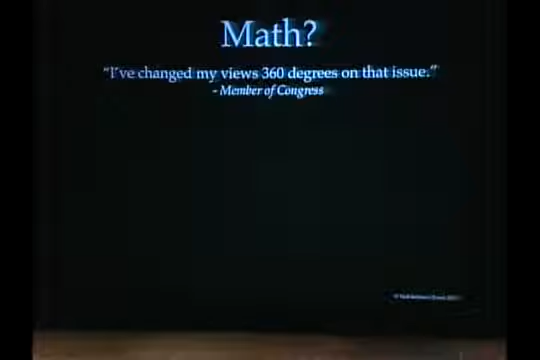 Math?
“I've changed my views 360 degrees on that issue.”
- Member of Congress